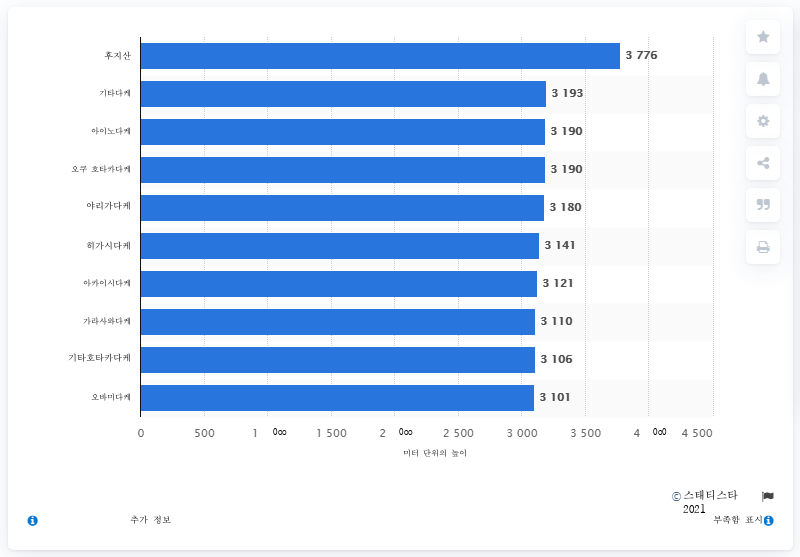 후지산 3 776
기타다케 3 193
아이노다케 3 190
오쿠 호타카다케 3 190
야리가다케 3 180
히가시다케 3 141
아카이시다케 3 121
가라사와다케 3 110
기타호타카다케 3 106
오바미다케 3 101
0 500 1 000 1 500 2 000 2 500 3 000 3 500 4 000 4 500
미터 단위의 높이
© 스태티스타
2021
추가 정보 부족함 표시